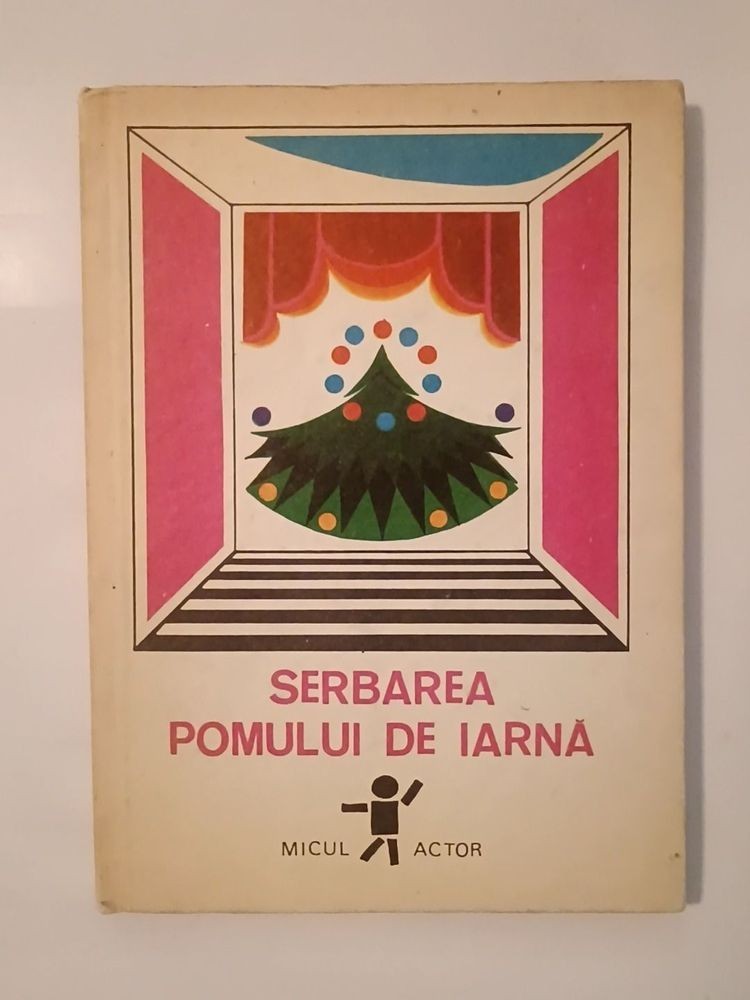 SERBAREA
POMULUI DE IARNĂ
MICUL ACTOR